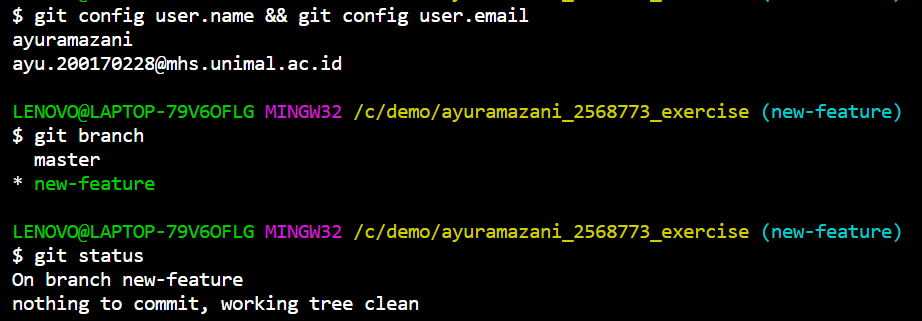 $ git config user.name && git config user.email
ayuramazani
ayu.200170228@mhs.unimal.ac.id
LENOVO@LAPTOP-79V6OFLG MINGW32 /c/demo/ayuramazani_2568773_exercise (new-feature)
$ git branch
  master
* new-feature
LENOVO@LAPTOP-79V6OFLG MINGW32 /c/demo/ayuramazani_2568773_exercise (new-feature)
$ git status
On branch new-feature
nothing to commit, working tree clean